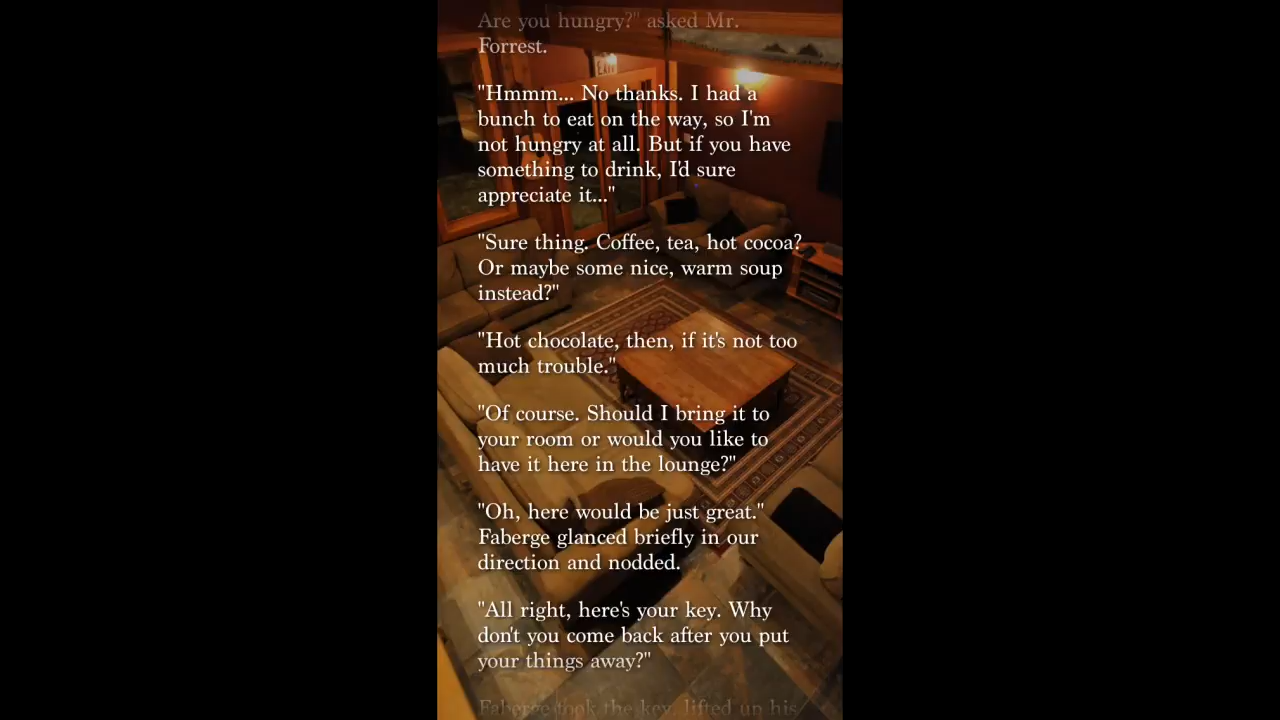 Are you hungry?" asked Mr.
Forrest.
"Hmmm... No thanks. I had a
bunch to eat on the way, so I'm
not hungry at all. But if you have
something to drink, I'd sure
appreciate it..."
"Sure thing. Coffee, tea, hot cocoa?
Or maybe some nice, warm soup
instead?"
"Hot chocolate, then, if it's not too
much trouble."
"Of course. Should I bring it to
your room or would you like to
have it here in the lounge?"
"Oh, here would be just great."
Faberge glanced briefly in our
direction and nodded.
"All right, here's your key. Why
don't you come back after you put
your things away?"
Faberge took the key, lifted up his